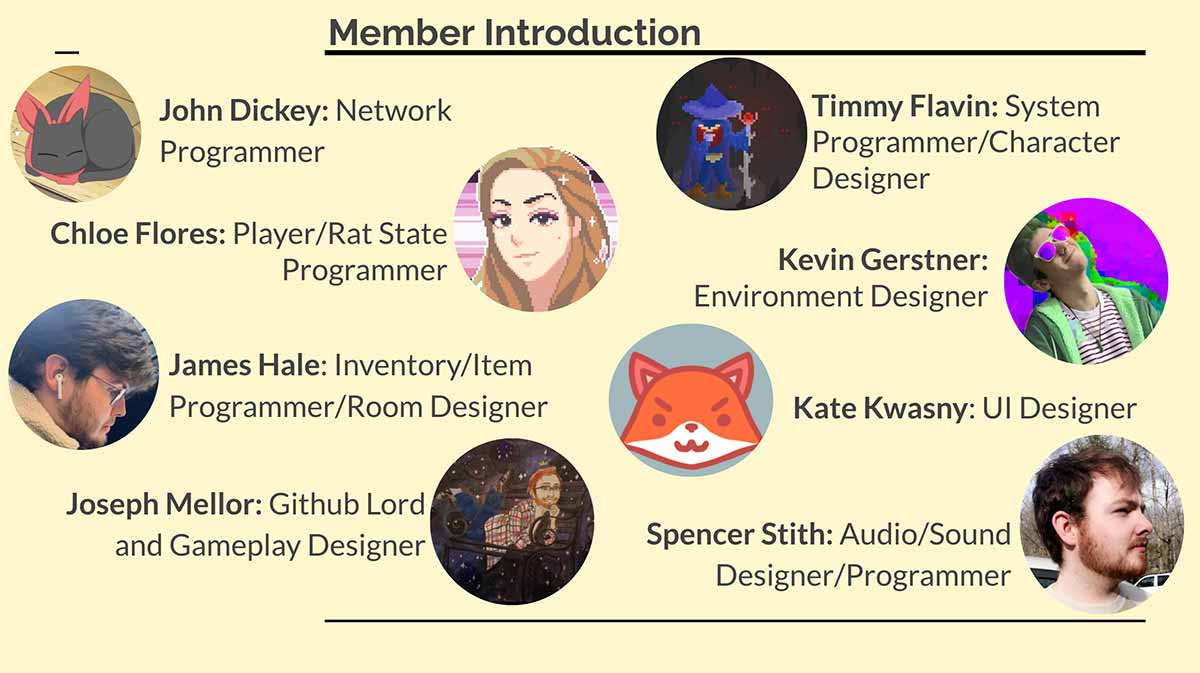 Member Introduction
John Dickey: Network
Programmer
Chloe Flores: Player/Rat State
Programmer
James Hale: Inventory/Item
Programmer/Room Designer
Joseph Mellor: Github Lord
and Gameplay Designer
Timmy Flavin: System
Programmer/Character
Designer
Kevin Gerstner:
Environment Designer
Kate Kwasny: UI Designer
Spencer Stith: Audio/Sound
Designer/Programmer